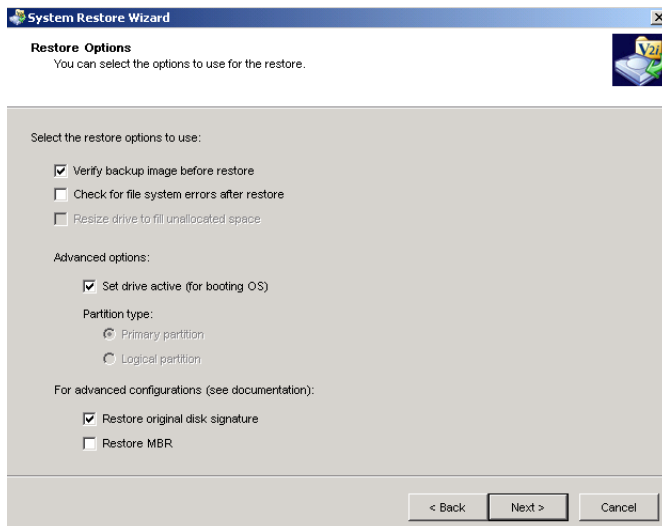 System Restore Wizard
Restore Options
You can select the options to use for the restore.
V2i
Select the restore options to use:
Verify backup image before restore
Check for file system errors after restore
Resize drive to fill unallocated space
Advanced options:
Set drive active (for booting OS)
Partition type:
Primary partition
Logical partition
For advanced configurations (see documentation):
Restore original disk signature
Restore MBR
< Back Next > Cancel